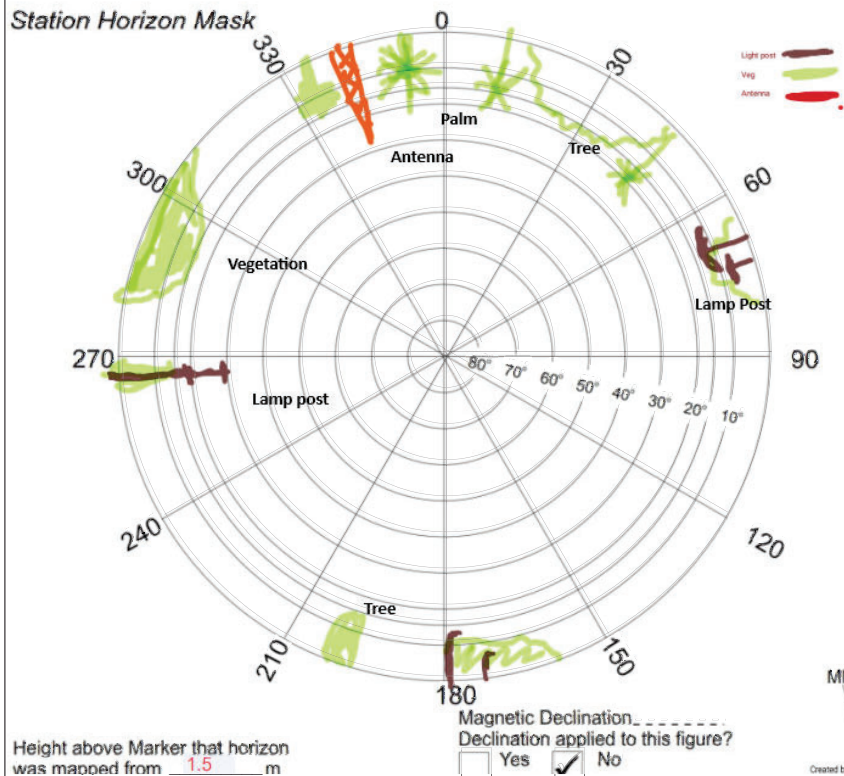 Station Horizon Mask
0
30
60
90
120
150
180
210
240
270
300
330
Light post
Veg
Antenna
Palm
Antenna
Tree
Vegetation
Lamp Post
Lamp post
80° 70° 60° 50° 40° 30° 20° 10°
Tree
Magnetic Declination
Declination applied to this figure?
Yes
No
Height above Marker that horizon
was mapped from 1.5 m
Created b